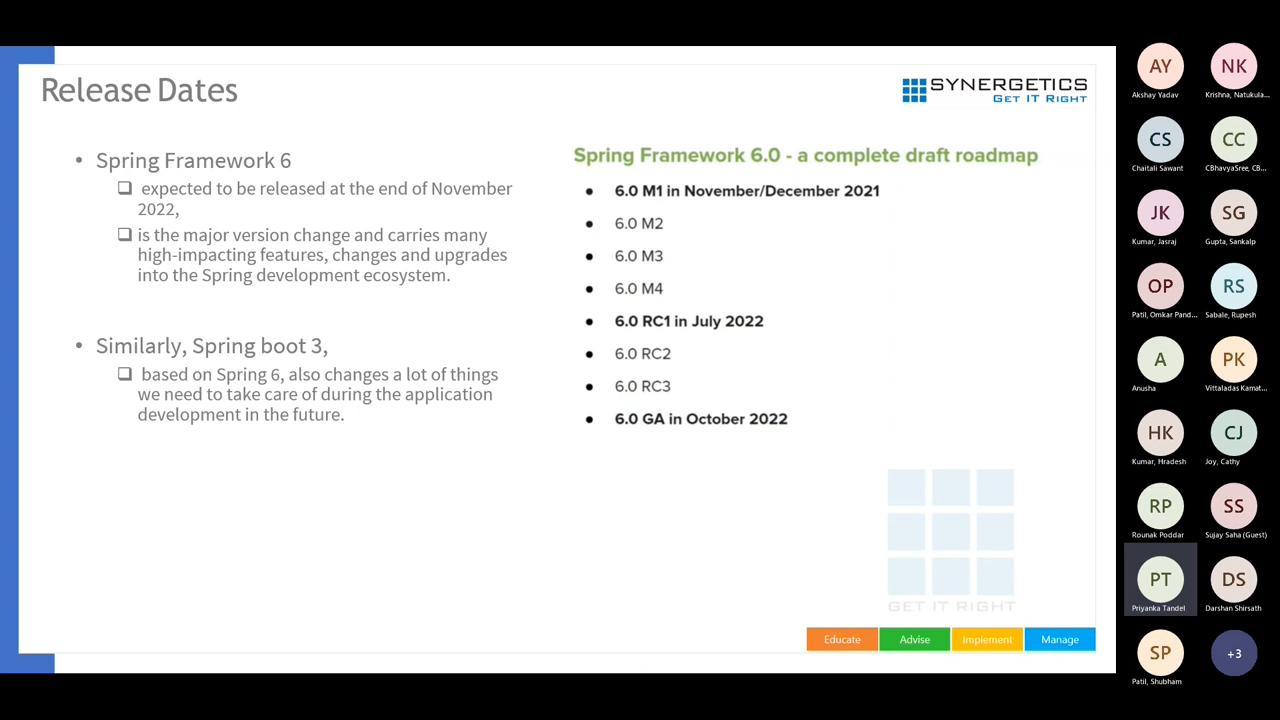 Release Dates
SYNERGETICS
GET IT RIGHT
• Spring Framework 6
❑ expected to be released at the end of November
2022,
❑ is the major version change and carries many
high-impacting features, changes and upgrades
into the Spring development ecosystem.
• Similarly, Spring boot 3,
❑ based on Spring 6, also changes a lot of things
we need to take care of during the application
development in the future.
Spring Framework 6.0 - a complete draft roadmap
• 6.0 M1 in November/December 2021
• 6.0 M2
• 6.0 M3
• 6.0 M4
• 6.0 RC1 in July 2022
• 6.0 RC2
• 6.0 RC3
• 6.0 GA in October 2022
GET IT RIGHT
Educate
Advise
Implement
Manage
AY
Akshay Yadav
NK
Krishna, Natukula...
CS
Chaitali Sawant
CC
CBhavyaSree, CB...
JK
Kumar, Jasraj
SG
Gupta, Sankalp
OP
Patil, Omkar Pand...
RS
Sabale, Rupesh
A
Anusha
PK
Vittaladas Kamat...
HK
Kumar, Hradesh
CJ
Joy, Cathy
RP
Rounak Poddar
SS
Sujay Saha (Guest)
PT
Priyanka Tandel
DS
Darshan Shirsath
SP
Patil, Shubham
+3